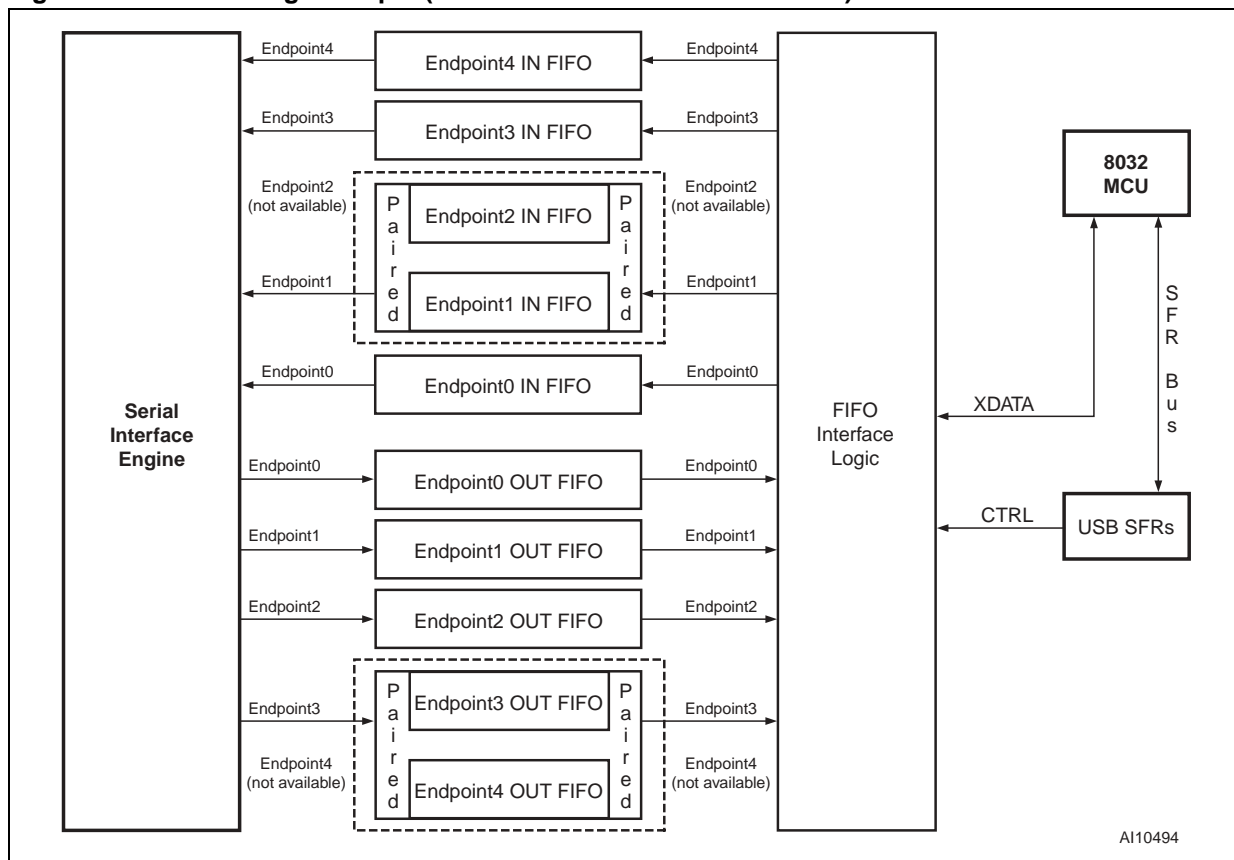 Endpoint4
Endpoint4 IN FIFO
Endpoint4
Endpoint3
Endpoint3 IN FIFO
Endpoint3
Endpoint2
(not available)
Paired
Endpoint2 IN FIFO
Paired
Endpoint2
(not available)
Endpoint1
Endpoint1 IN FIFO
Endpoint1
Endpoint0
Endpoint0 IN FIFO
Endpoint0
Serial
Interface
Engine
FIFO
Interface
Logic
8032
MCU
SFR Bus
XDATA
CTRL
USB SFRs
Endpoint0
Endpoint0 OUT FIFO
Endpoint0
Endpoint1
Endpoint1 OUT FIFO
Endpoint1
Endpoint2
Endpoint2 OUT FIFO
Endpoint2
Endpoint3
Paired
Endpoint3 OUT FIFO
Paired
Endpoint3
Endpoint4
(not available)
Endpoint4 OUT FIFO
Endpoint4
(not available)
AI10494